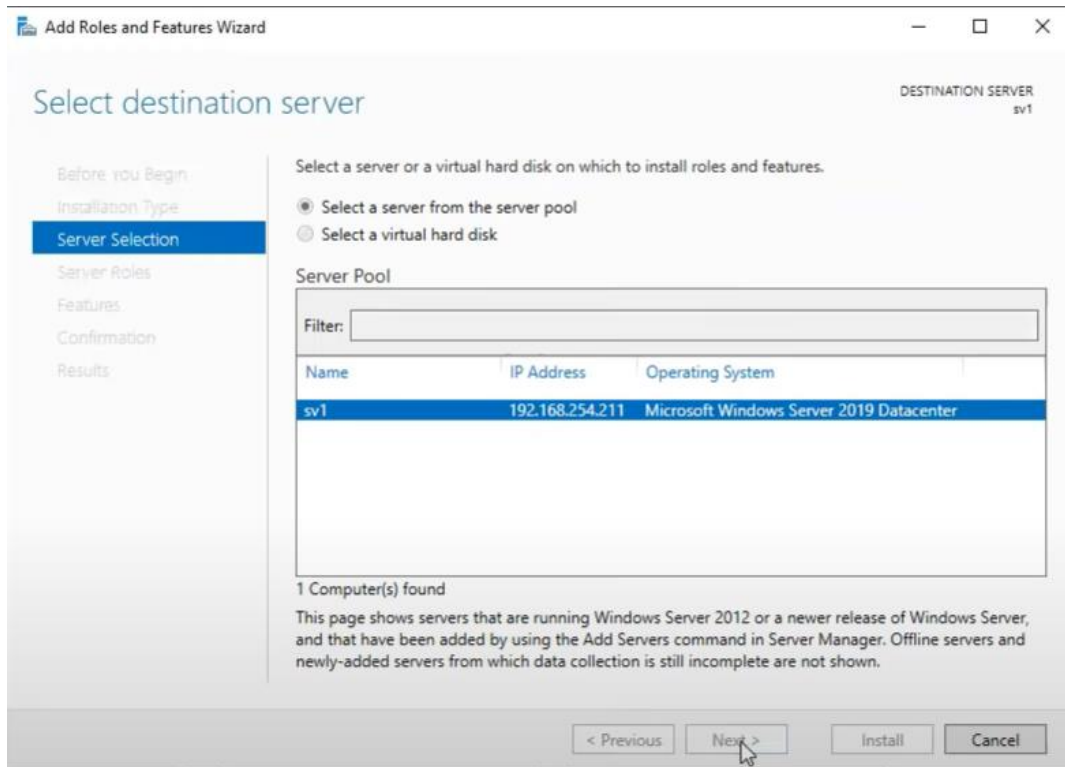 Add Roles and Features Wizard
Select destination server
DESTINATION SERVER
sv1
Before You Begin
Installation Type
Server Selection
Server Roles
Features
Confirmation
Results
Select a server or a virtual hard disk on which to install roles and features.
Select a server from the server pool
Select a virtual hard disk
Server Pool
Filter:
Name IP Address Operating System
sv1 192.168.254.211 Microsoft Windows Server 2019 Datacenter
1 Computer(s) found
This page shows servers that are running Windows Server 2012 or a newer release of Windows Server,
and that have been added by using the Add Servers command in Server Manager. Offline servers and
newly-added servers from which data collection is still incomplete are not shown.
< Previous Next > Install Cancel